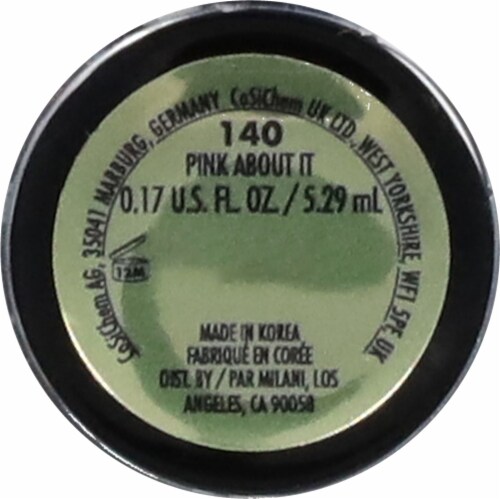 CoSiChem AG, 35041 MARBURG, GERMANY CoSiChem UK LTD, WEST YORKSHIRE, WF1 5PE, UK
140
PINK ABOUT IT
0.17 U.S. FL. OZ. / 5.29 mL
12M
MADE IN KOREA
FABRIQUÉ EN CORÉE
DIST. BY / PAR MILANI, LOS
ANGELES, CA 90058